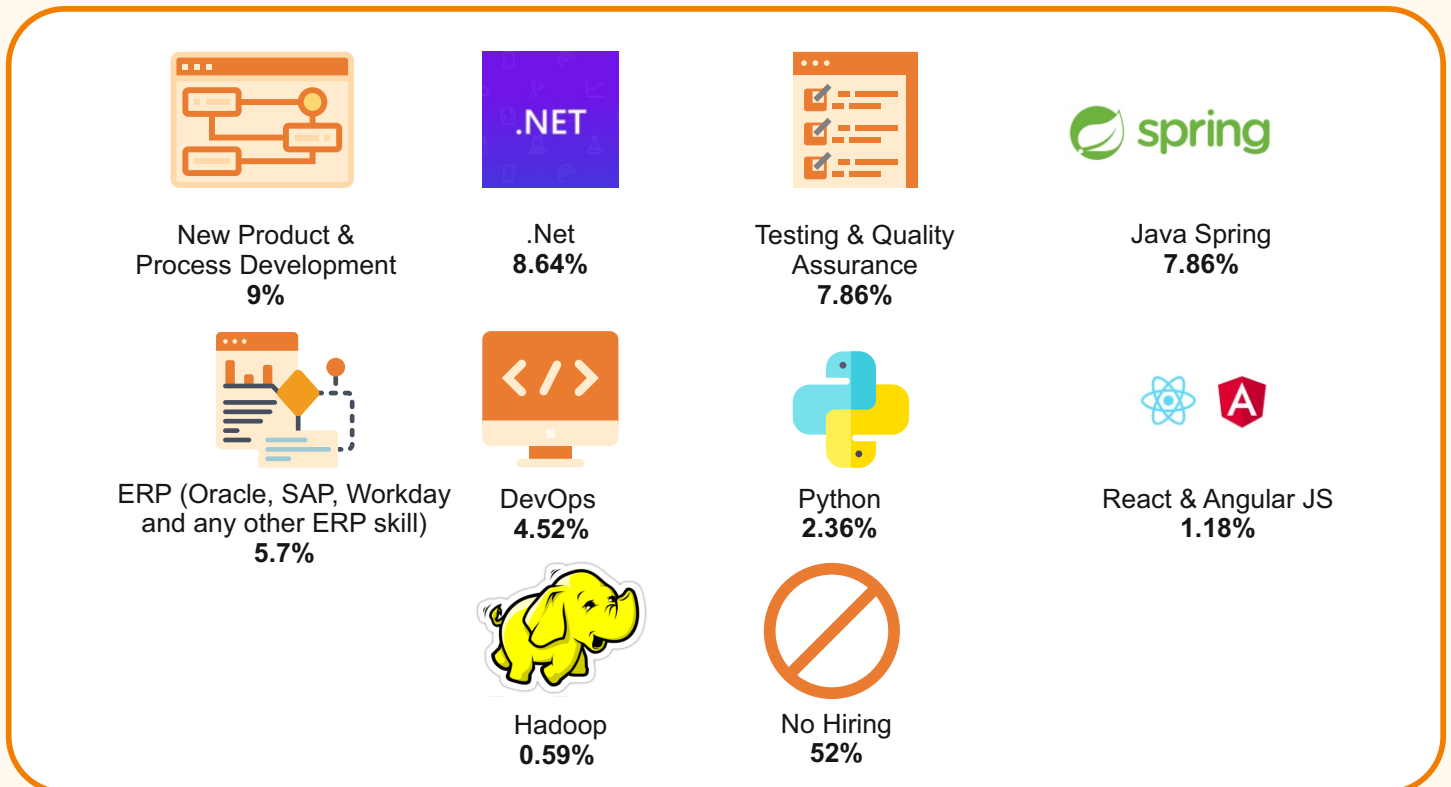 .NET
spring
New Product &
Process Development
9%
.Net
8.64%
Testing & Quality
Assurance
7.86%
Java Spring
7.86%
A
ERP (Oracle, SAP, Workday
and any other ERP skill)
5.7%
DevOps
4.52%
Python
2.36%
React & Angular JS
1.18%
Hadoop
0.59%
No Hiring
52%